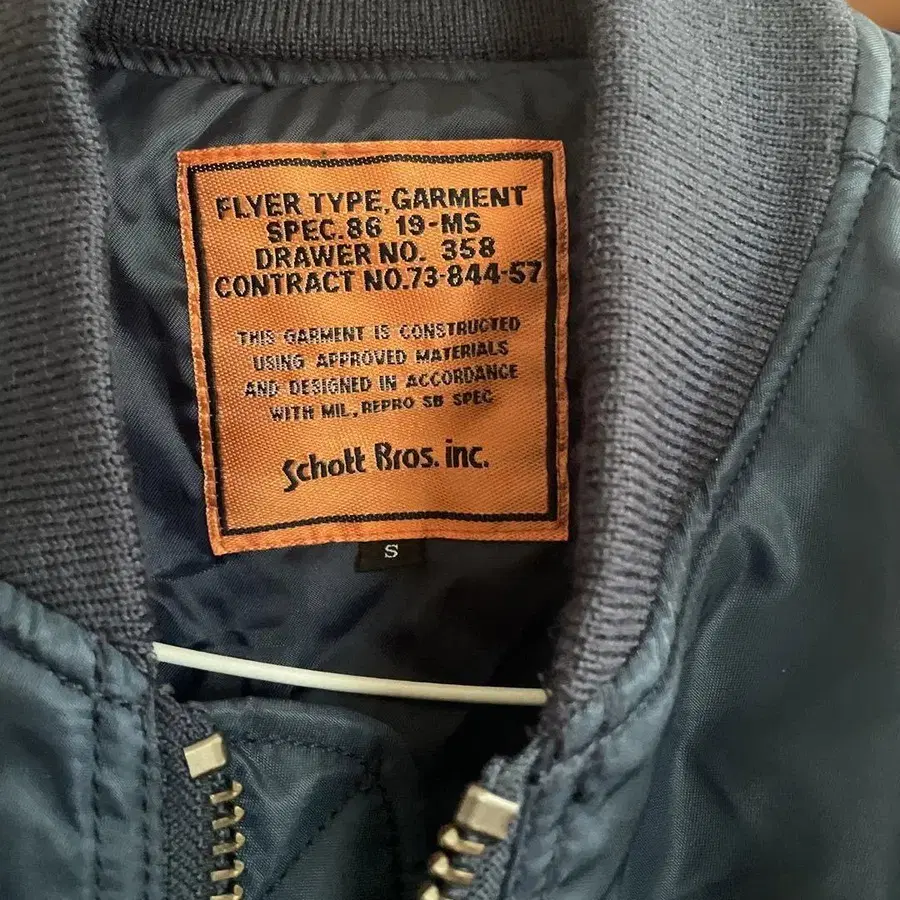 FLYER TYPE,GARMENT
SPEC.86 19-MS
DRAWER NO. 358
CONTRACT NO.73-844-57
THIS GARMENT IS CONSTRUCTED
USING APPROVED MATERIALS
AND DESIGNED IN ACCORDANCE
WITH MIL, REPRO SB SPEC
Schott Bros. inc.
S